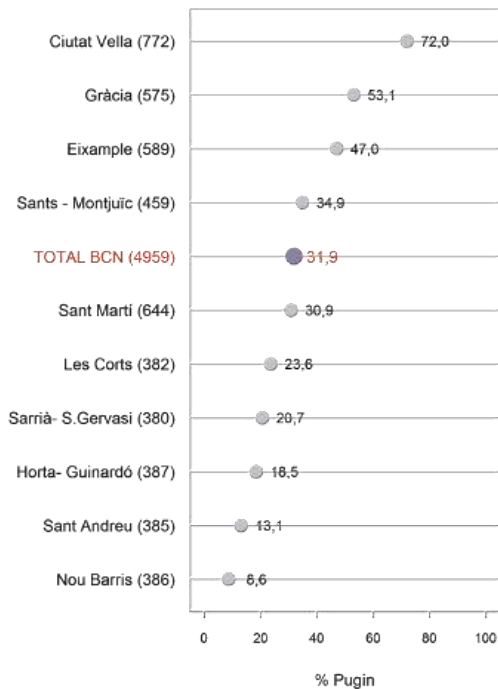 Ciutat Vella (772) 72,0
Gràcia (575) 53,1
Eixample (589) 47,0
Sants - Montjuïc (459) 34,9
TOTAL BCN (4959) 31,9
Sant Martí (644) 30,9
Les Corts (382) 23,6
Sarrià- S.Gervasi (380) 20,7
Horta- Guinardó (387) 18,5
Sant Andreu (385) 13,1
Nou Barris (386) 8,6
0 20 40 60 80 100
% Pugin